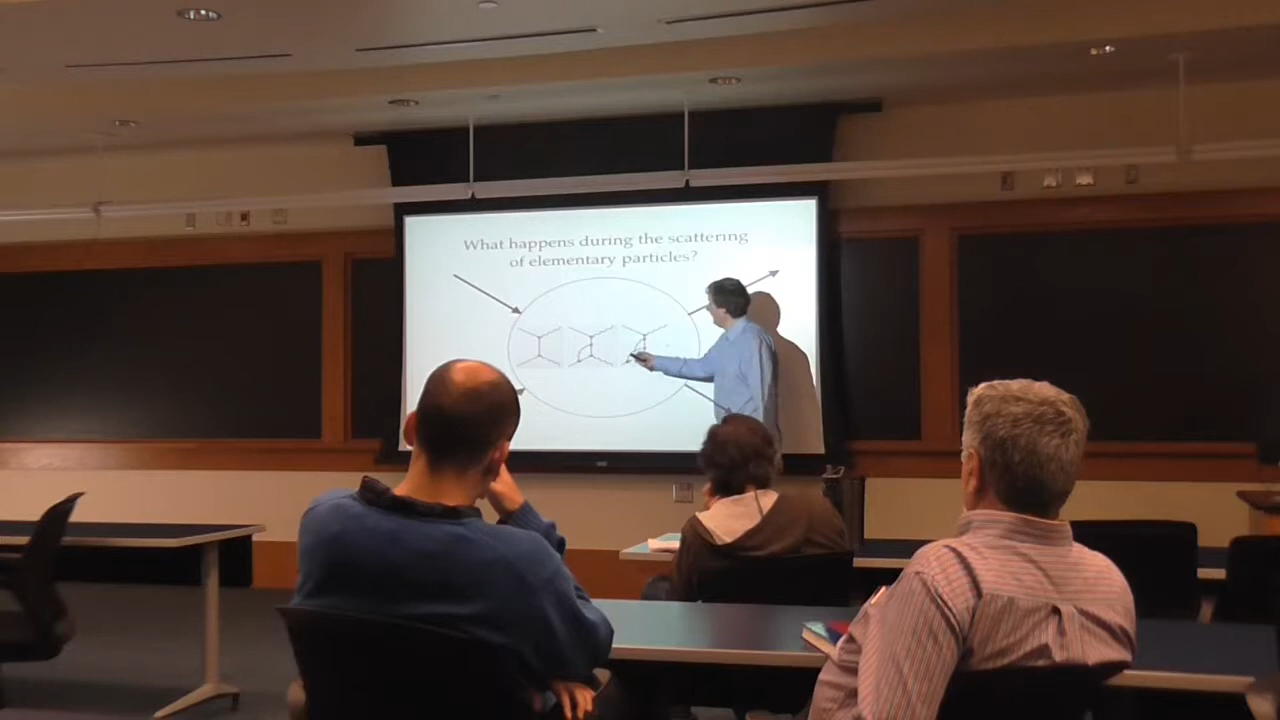 What happens during the scattering
of elementary particles?